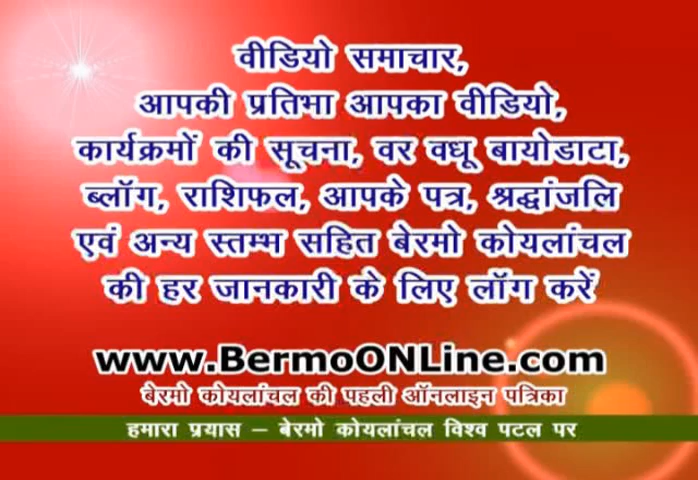 वीडियो समाचार,
आपकी प्रतिभा आपका वीडियो,
कार्यक्रमों की सूचना, वर वधू बायोडाटा,
ब्लॉग, राशिफल, आपके पत्र, श्रद्धांजलि
एवं अन्य स्तम्भ सहित बेरमो कोयलांचल
की हर जानकारी के लिए लॉग करें
www.BermoONLine.com
बेरमो कोयलांचल की पहली ऑनलाइन पत्रिका
हमारा प्रयास – बेरमो कोयलांचल विश्व पटल पर